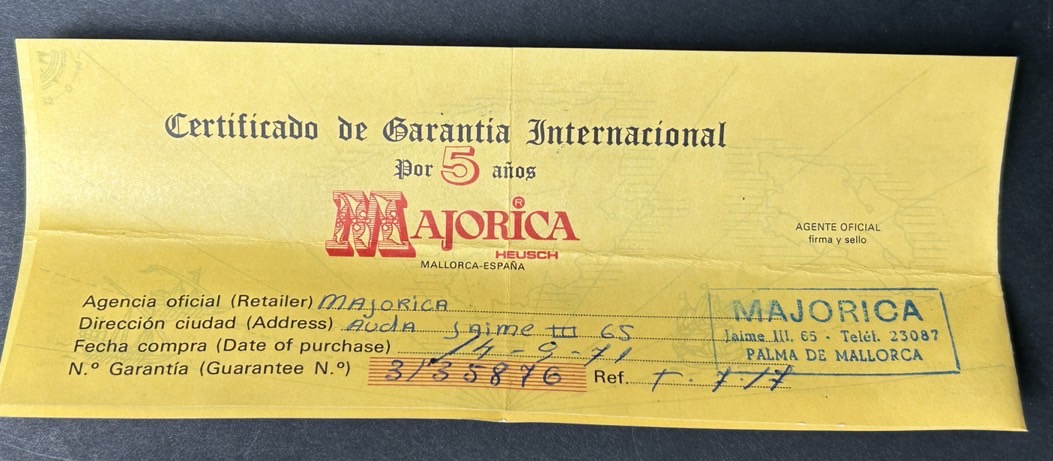 Certificado de Garantia Internacional
Por 5 años
MAJORICA ®
HEUSCH
MALLORCA-ESPAÑA
AGENTE OFICIAL
firma y sello
Agencia oficial (Retailer) MAJORICA
Dirección ciudad (Address) AUDA Jaime III 65
Fecha compra (Date of purchase) 14-9-71
N.º Garantía (Guarantee N.º) 3135876 Ref.
MAJORICA
Jaime III. 65 - Teléf. 23087
PALMA DE MALLORCA